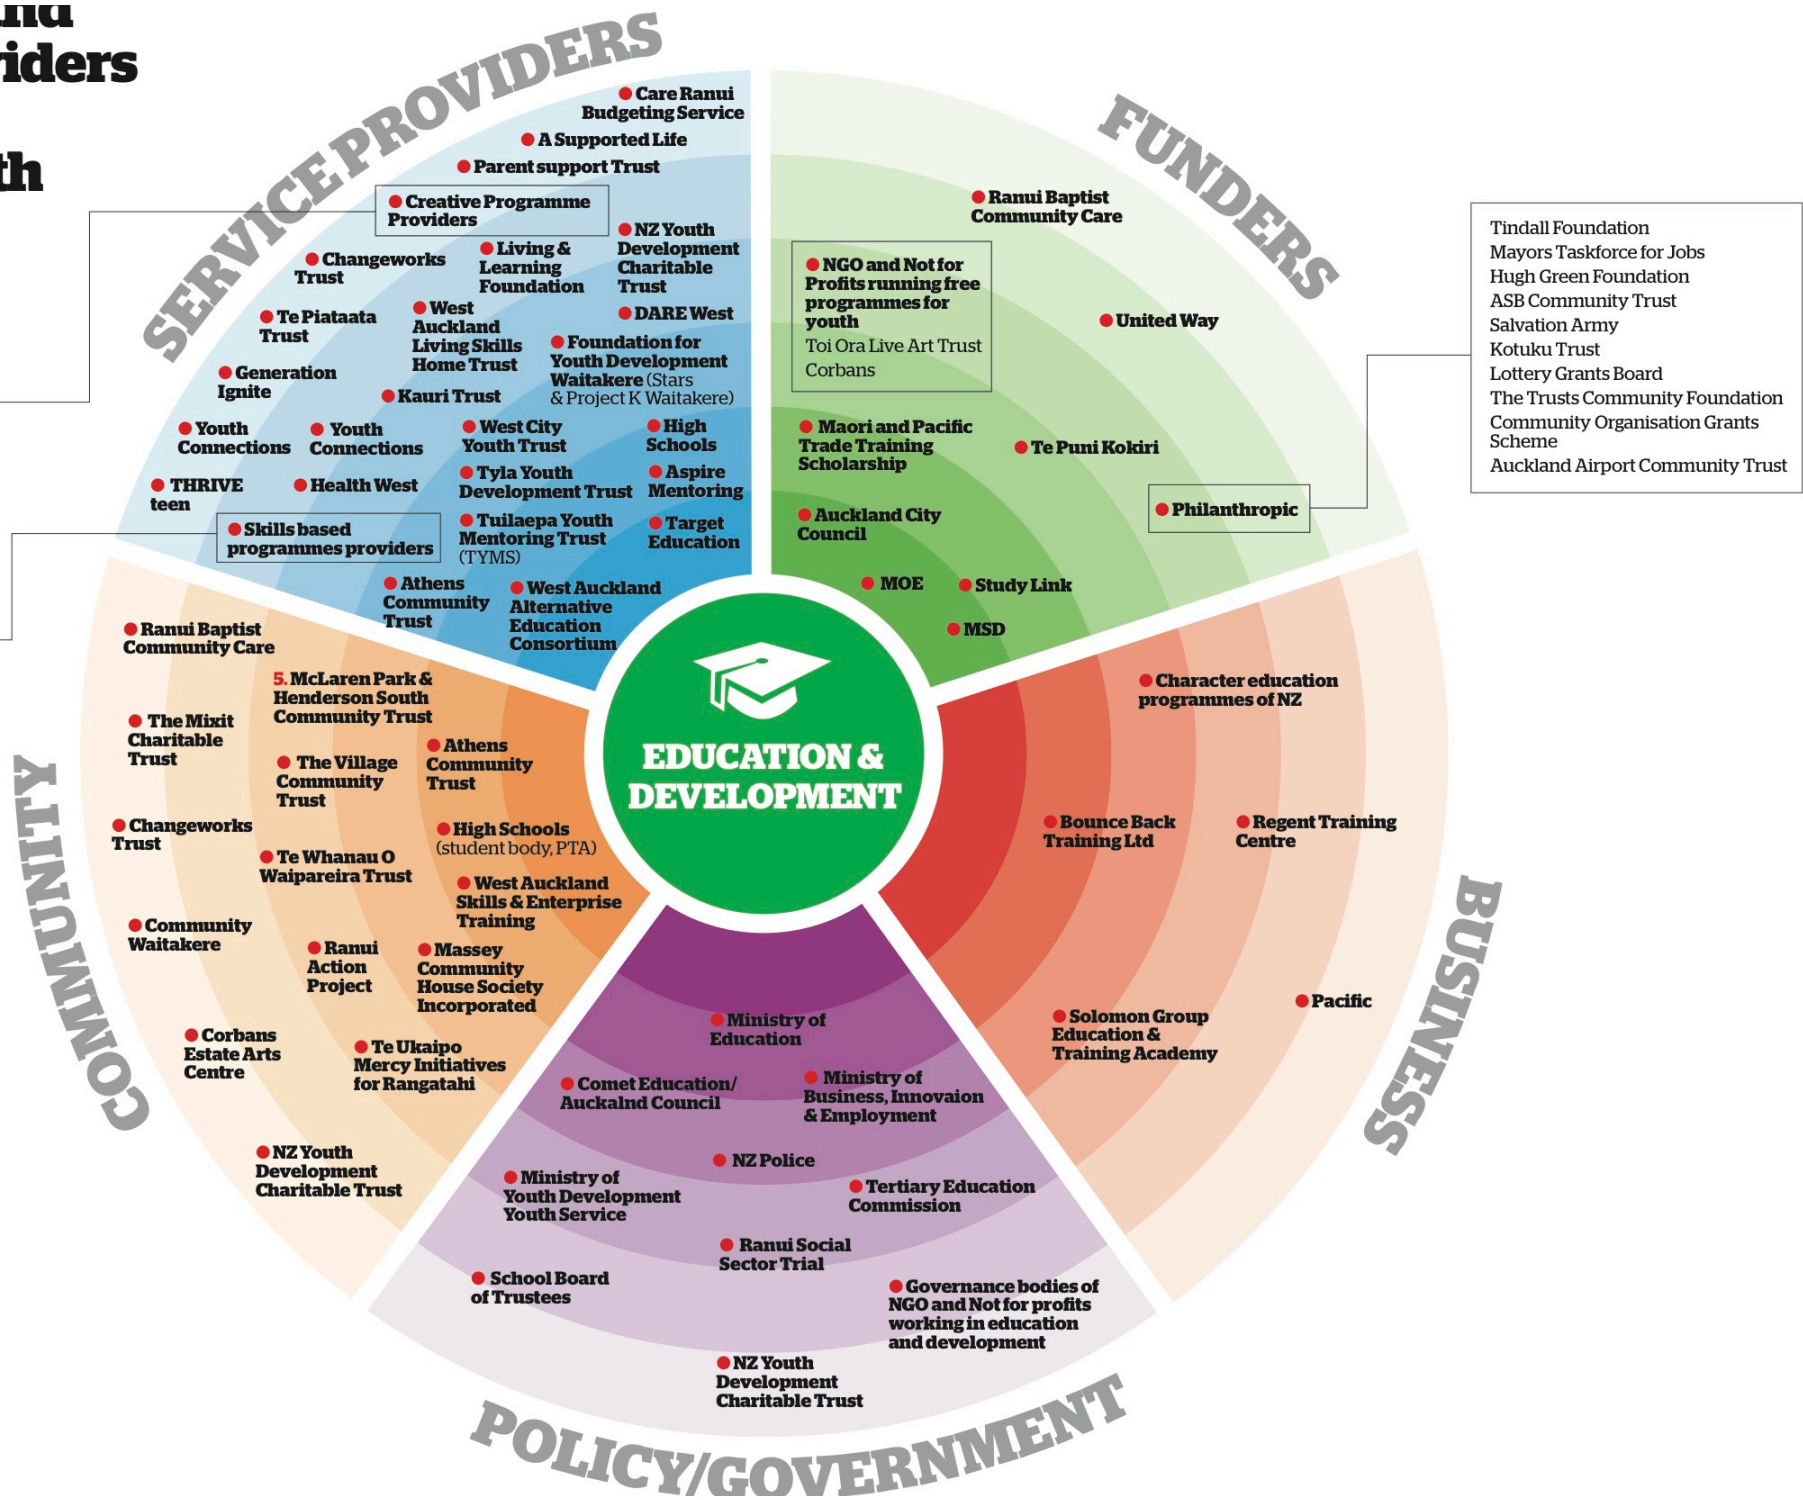 and
viders
th
SERVICE PROVIDERS
Care Ranui
Budgeting Service
A Supported Life
Parent support Trust
Creative Programme
Providers
NZ Youth
Development
Charitable
Trust
Living &
Learning
Foundation
Changeworks
Trust
DARE West
West
Auckland
Living Skills
Home Trust
Te Piataata
Trust
Foundation for
Youth Development
Waitakere (Stars
& Project K Waitakere)
Generation
Ignite
Kauri Trust
Youth
Connections
Youth
Connections
West City
Youth Trust
High
Schools
Tyla Youth
Development Trust
Aspire
Mentoring
THRIVE
teen
Health West
Skills based
programmes providers
Tuilaepa Youth
Mentoring Trust
(TYMS)
Target
Education
Athens
Community
Trust
West Auckland
Alternative
Education
Consortium
FUNDERS
Ranui Baptist
Community Care
NGO and Not for
Profits running free
programmes for
youth
Toi Ora Live Art Trust
Corbans
United Way
Maori and Pacific
Trade Training
Scholarship
Te Puni Kokiri
Philanthropic
Auckland City
Council
MOE
Study Link
MSD
Tindall Foundation
Mayors Taskforce for Jobs
Hugh Green Foundation
ASB Community Trust
Salvation Army
Kotuku Trust
Lottery Grants Board
The Trusts Community Foundation
Community Organisation Grants
Scheme
Auckland Airport Community Trust
EDUCATION &
DEVELOPMENT
BUSINESS
Character education
programmes of NZ
Bounce Back
Training Ltd
Regent Training
Centre
Pacific
Solomon Group
Education &
Training Academy
POLICY/GOVERNMENT
Ministry of
Education
Comet Education/
Auckalnd Council
Ministry of
Business, Innovaion
& Employment
NZ Police
Ministry of
Youth Development
Youth Service
Tertiary Education
Commission
Ranui Social
Sector Trial
School Board
of Trustees
Governance bodies of
NGO and Not for profits
working in education
and development
NZ Youth
Development
Charitable Trust
COMMUNITY
Ranui Baptist
Community Care
5. McLaren Park &
Henderson South
Community Trust
The Mixit
Charitable
Trust
Athens
Community
Trust
The Village
Community
Trust
Changeworks
Trust
High Schools
(student body, PTA)
Te Whanau O
Waipareira Trust
West Auckland
Skills & Enterprise
Training
Community
Waitakere
Ranui
Action
Project
Massey
Community
House Society
Incorporated
Corbans
Estate Arts
Centre
Te Ukaipo
Mercy Initiatives
for Rangatahi
NZ Youth
Development
Charitable Trust